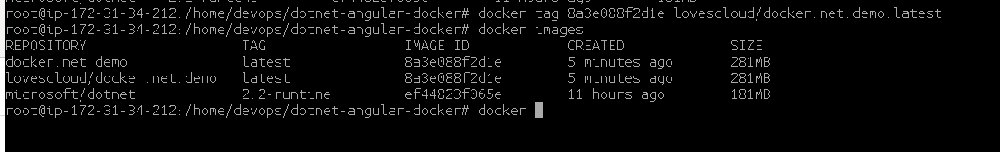 root@ip-172-31-34-212:/home/devops/dotnet-angular-docker# docker tag 8a3e088f2d1e lovescloud/docker.net.demo:latest
root@ip-172-31-34-212:/home/devops/dotnet-angular-docker# docker images
REPOSITORY TAG IMAGE ID CREATED SIZE
docker.net.demo latest 8a3e088f2d1e 5 minutes ago 281MB
lovescloud/docker.net.demo latest 8a3e088f2d1e 5 minutes ago 281MB
microsoft/dotnet 2.2-runtime ef44823f065e 11 hours ago 181MB
root@ip-172-31-34-212:/home/devops/dotnet-angular-docker# docker